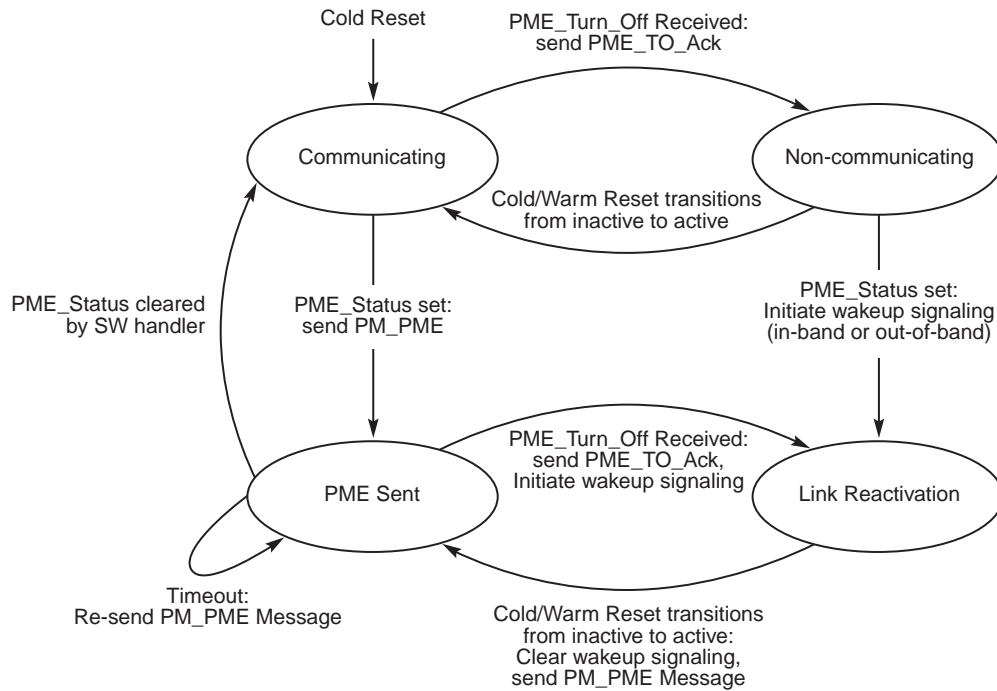 Cold Reset
PME_Turn_Off Received:
send PME_TO_Ack
Communicating
Non-communicating
Cold/Warm Reset transitions
from inactive to active
PME_Status cleared
by SW handler
PME_Status set:
send PM_PME
PME_Status set:
Initiate wakeup signaling
(in-band or out-of-band)
PME_Turn_Off Received:
send PME_TO_Ack,
Initiate wakeup signaling
PME Sent
Link Reactivation
Timeout:
Re-send PM_PME Message
Cold/Warm Reset transitions
from inactive to active:
Clear wakeup signaling,
send PM_PME Message